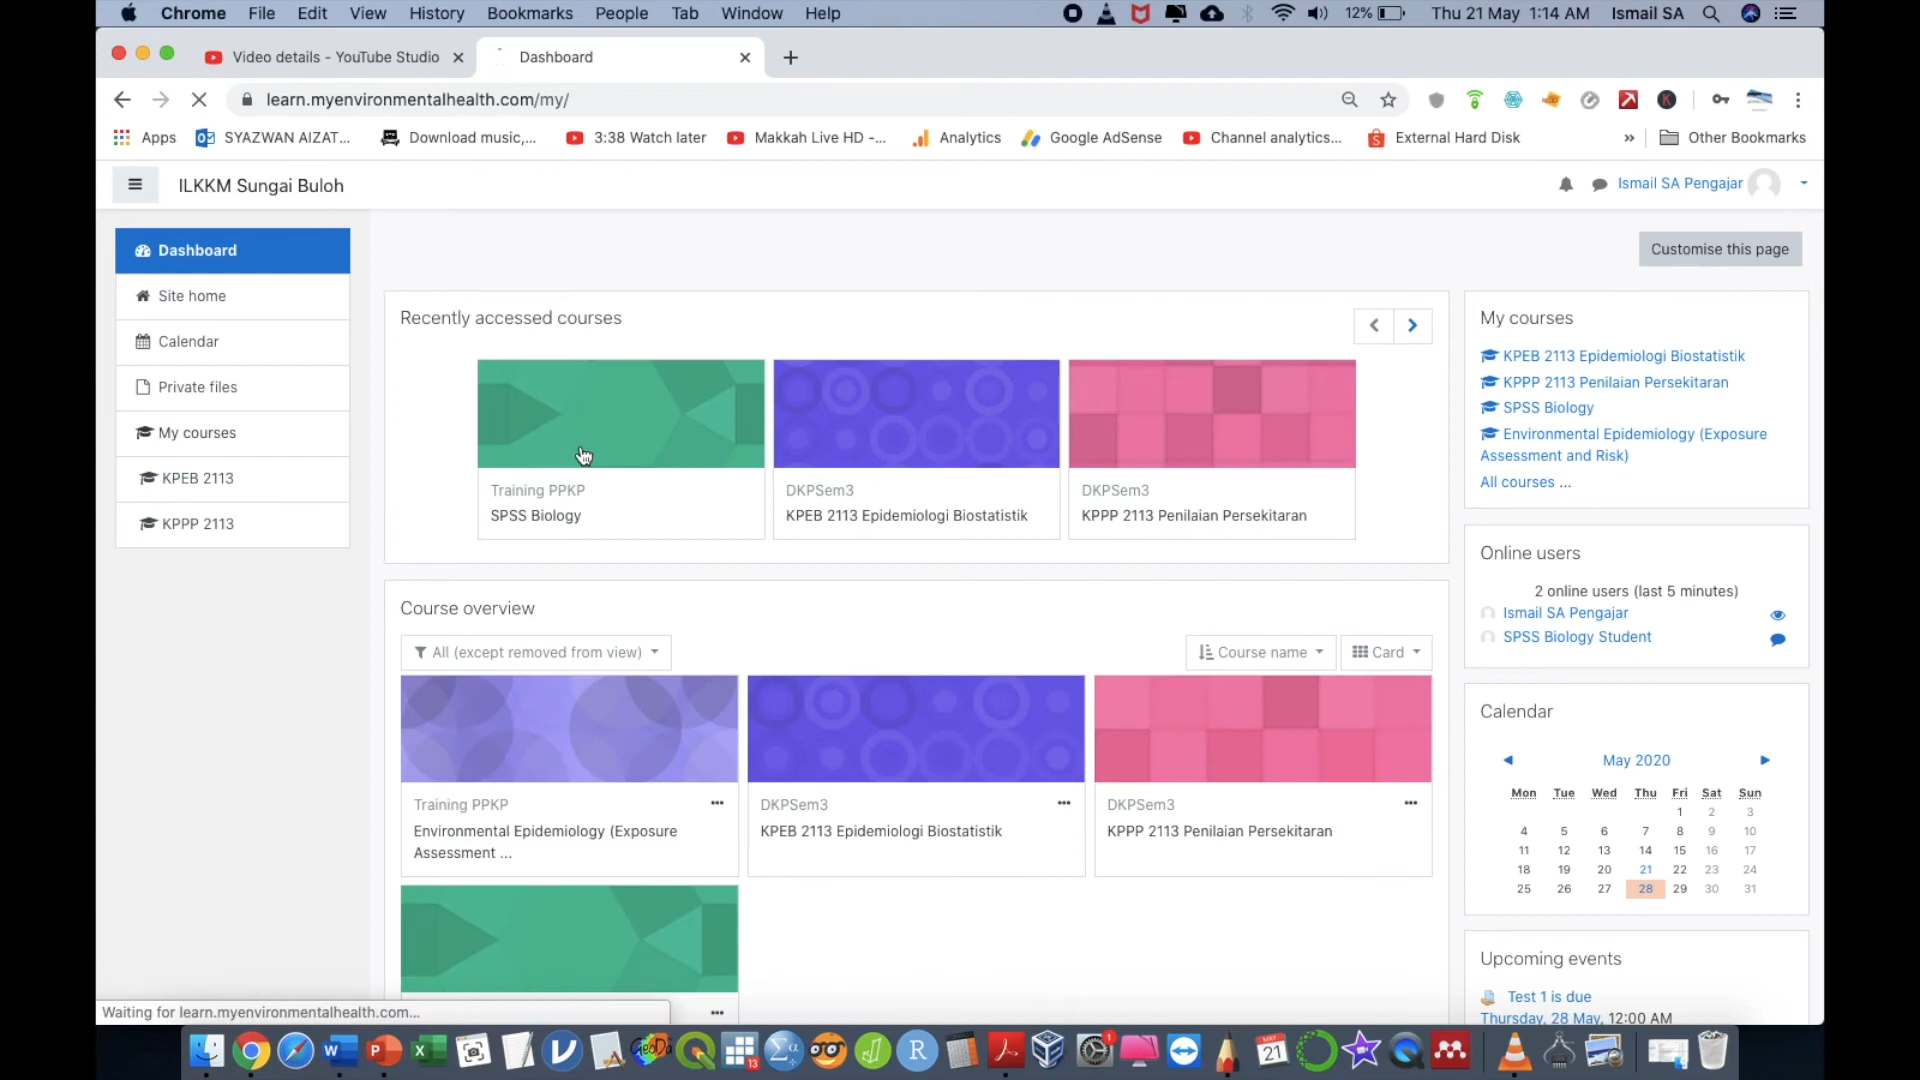 Chrome File Edit View History Bookmarks People Tab Window Help 12% Thu 21 May 1:14 AM Ismail SA
Video details - YouTube Studio Dashboard
learn.myenvironmentalhealth.com/my/
Apps SYAZWAN AIZAT... Download music,... 3:38 Watch later Makkah Live HD -... Analytics Google AdSense Channel analytics... External Hard Disk » Other Bookmarks
ILKKM Sungai Buloh Ismail SA Pengajar
Dashboard
Site home
Calendar
Private files
My courses
KPEB 2113
KPPP 2113
Customise this page
Recently accessed courses
Training PPKP
SPSS Biology
DKPSem3
KPEB 2113 Epidemiologi Biostatistik
DKPSem3
KPPP 2113 Penilaian Persekitaran
Course overview
All (except removed from view) Course name Card
Training PPKP
Environmental Epidemiology (Exposure
Assessment ...
DKPSem3
KPEB 2113 Epidemiologi Biostatistik
DKPSem3
KPPP 2113 Penilaian Persekitaran
My courses
KPEB 2113 Epidemiologi Biostatistik
KPPP 2113 Penilaian Persekitaran
SPSS Biology
Environmental Epidemiology (Exposure
Assessment and Risk)
All courses ...
Online users
2 online users (last 5 minutes)
Ismail SA Pengajar
SPSS Biology Student
Calendar
May 2020
Mon Tue Wed Thu Fri Sat Sun
1 2 3
4 5 6 7 8 9 10
11 12 13 14 15 16 17
18 19 20 21 22 23 24
25 26 27 28 29 30 31
Upcoming events
Test 1 is due
Thursday, 28 May, 12:00 AM
Waiting for learn.myenvironmentalhealth.com...